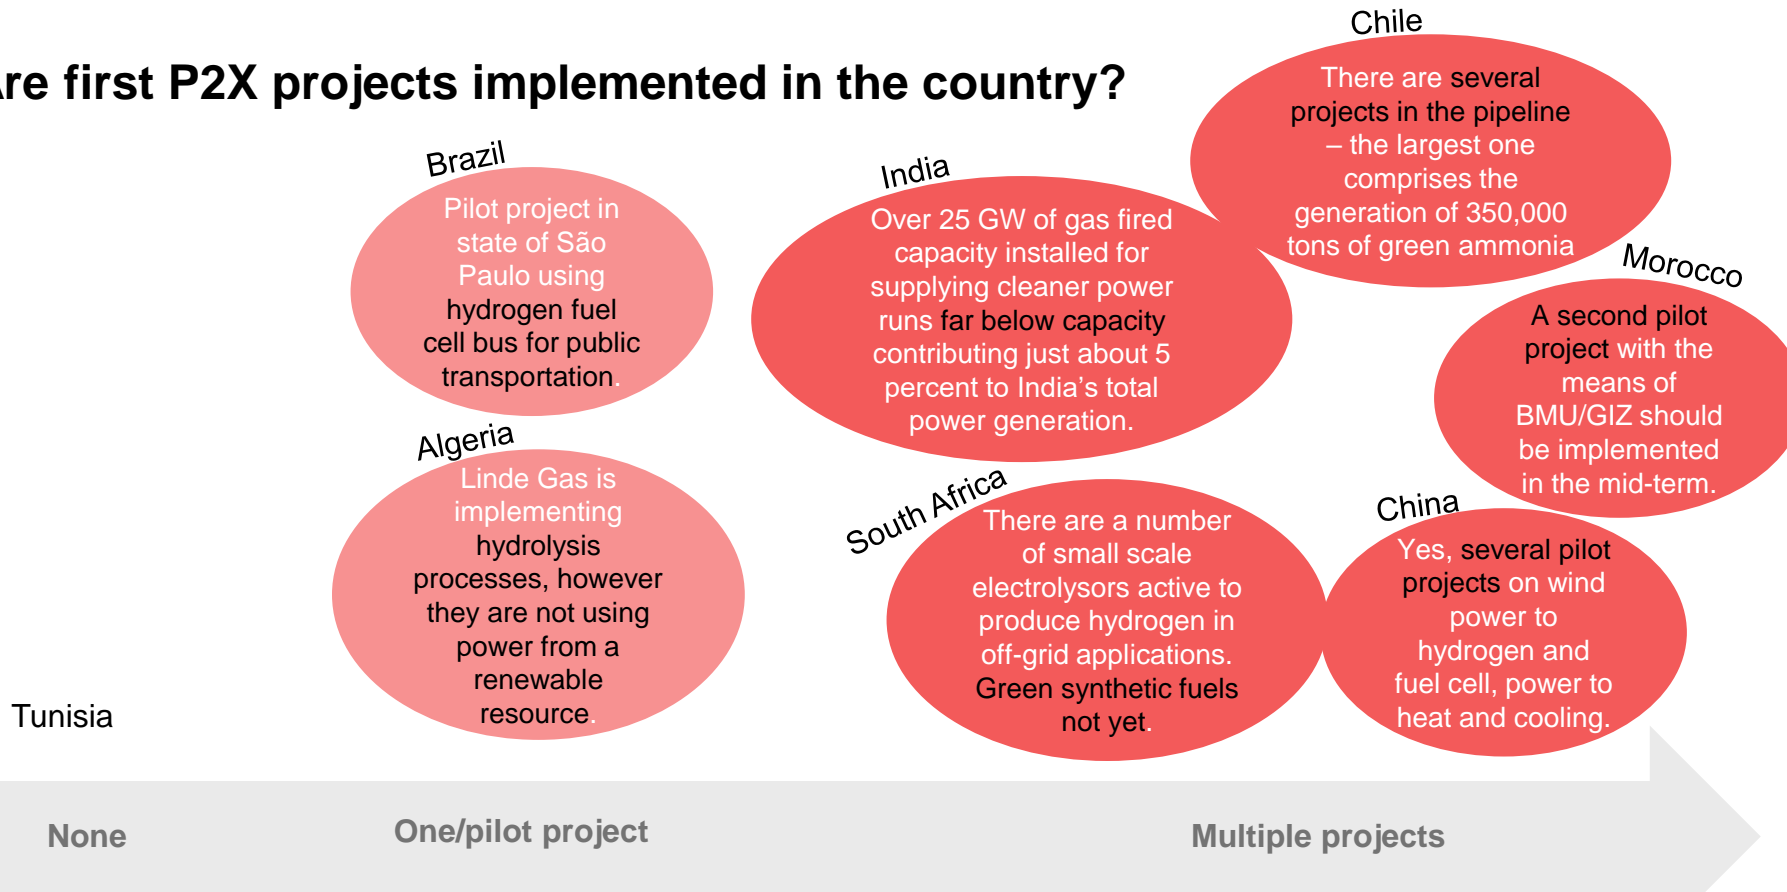 re first P2X projects implemented in the country?
Brazil
Pilot project in
state of São
Paulo using
hydrogen fuel
cell bus for public
transportation.
Algeria
Linde Gas is
implementing
hydrolysis
processes, however
they are not using
power from a
renewable
resource.
India
Over 25 GW of gas fired
capacity installed for
supplying cleaner power
runs far below capacity
contributing just about 5
percent to India’s total
power generation.
South Africa
There are a number
of small scale
electrolysors active to
produce hydrogen in
off-grid applications.
Green synthetic fuels
not yet.
Chile
There are several
projects in the pipeline
– the largest one
comprises the
generation of 350,000
tons of green ammonia
Morocco
A second pilot
project with the
means of
BMU/GIZ should
be implemented
in the mid-term.
China
Yes, several pilot
projects on wind
power to
hydrogen and
fuel cell, power to
heat and cooling.
Tunisia
None
One/pilot project
Multiple projects